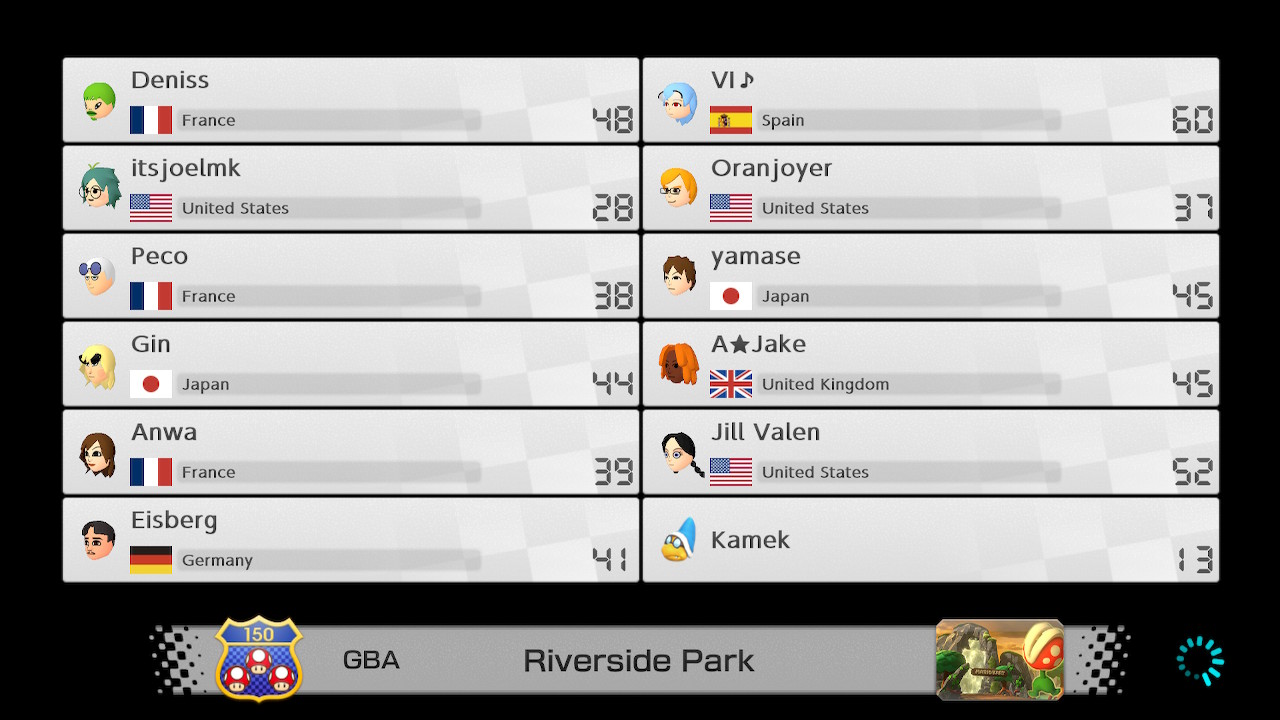 Deniss
France
48
VI♪
Spain
60
itsjoelmk
United States
28
Oranjoyer
United States
37
Peco
France
38
yamase
Japan
45
Gin
Japan
44
A★Jake
United Kingdom
45
Anwa
France
39
Jill Valen
United States
52
Eisberg
Germany
41
Kamek
13
150
GBA
Riverside Park